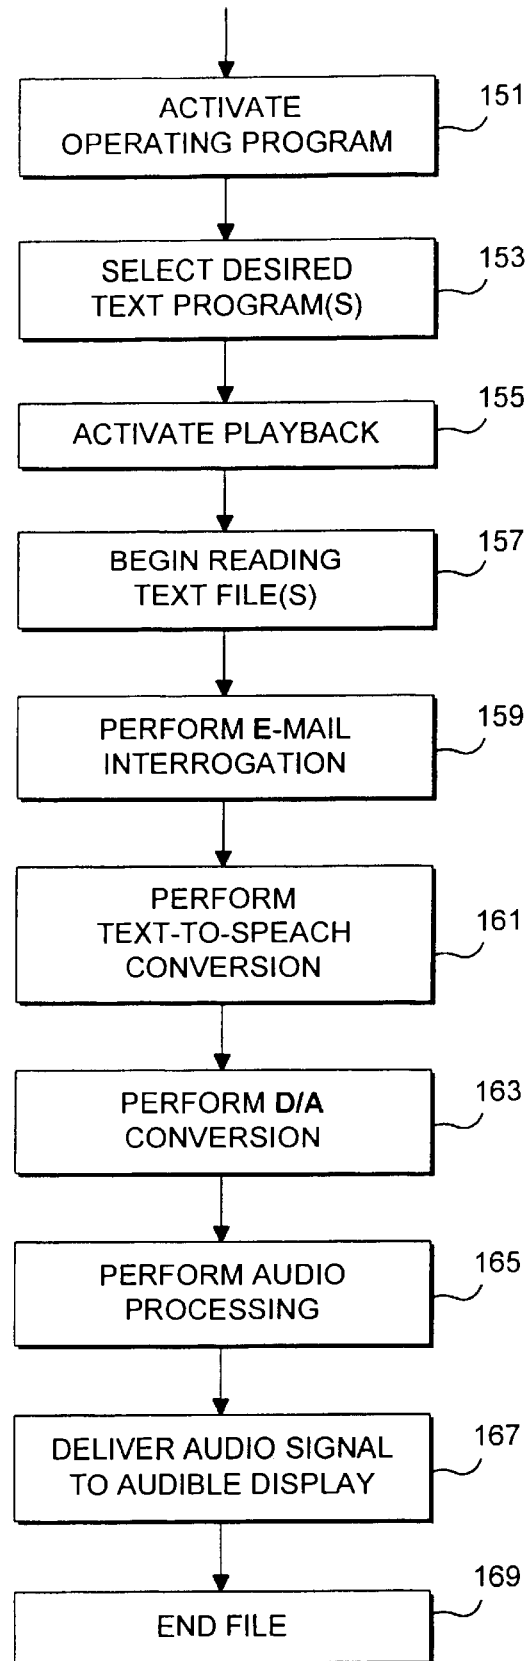 ACTIVATE
OPERATING PROGRAM
151
SELECT DESIRED
TEXT PROGRAM(S)
153
ACTIVATE PLAYBACK
155
BEGIN READING
TEXT FILE(S)
157
PERFORM E-MAIL
INTERROGATION
159
PERFORM
TEXT-TO-SPEACH
CONVERSION
161
PERFORM D/A
CONVERSION
163
PERFORM AUDIO
PROCESSING
165
DELIVER AUDIO SIGNAL
TO AUDIBLE DISPLAY
167
END FILE
169